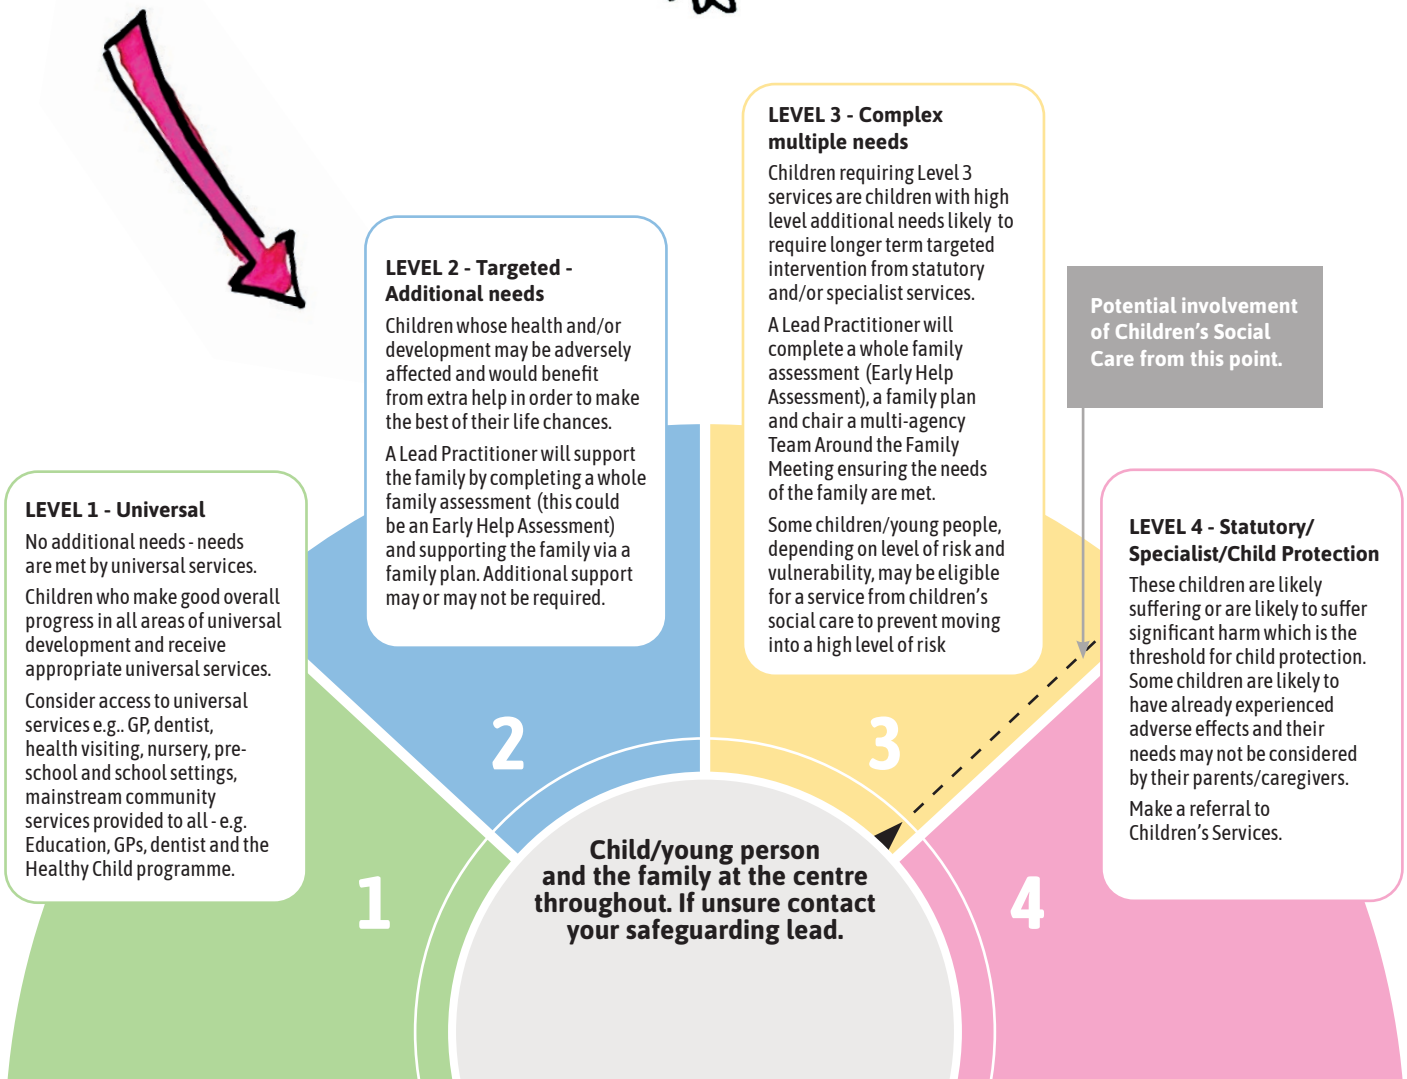 LEVEL 1 - Universal
No additional needs - needs
are met by universal services.
Children who make good overall
progress in all areas of universal
development and receive
appropriate universal services.
Consider access to universal
services e.g.. GP, dentist,
health visiting, nursery, pre-
school and school settings,
mainstream community
services provided to all - e.g.
Education, GPs, dentist and the
Healthy Child programme.
1
LEVEL 2 - Targeted -
Additional needs
Children whose health and/or
development may be adversely
affected and would benefit
from extra help in order to make
the best of their life chances.
A Lead Practitioner will support
the family by completing a whole
family assessment (this could
be an Early Help Assessment)
and supporting the family via a
family plan. Additional support
may or may not be required.
2
LEVEL 3 - Complex
multiple needs
Children requiring Level 3
services are children with high
level additional needs likely to
require longer term targeted
intervention from statutory
and/or specialist services.
A Lead Practitioner will
complete a whole family
assessment (Early Help
Assessment), a family plan
and chair a multi-agency
Team Around the Family
Meeting ensuring the needs
of the family are met.
Some children/young people,
depending on level of risk and
vulnerability, may be eligible
for a service from children's
social care to prevent moving
into a high level of risk
3
Potential involvement
of Children's Social
Care from this point.
LEVEL 4 - Statutory/
Specialist/Child Protection
These children are likely
suffering or are likely to suffer
significant harm which is the
threshold for child protection.
Some children are likely to
have already experienced
adverse effects and their
needs may not be considered
by their parents/caregivers.
Make a referral to
Children's Services.
4
Child/young person
and the family at the centre
throughout. If unsure contact
your safeguarding lead.